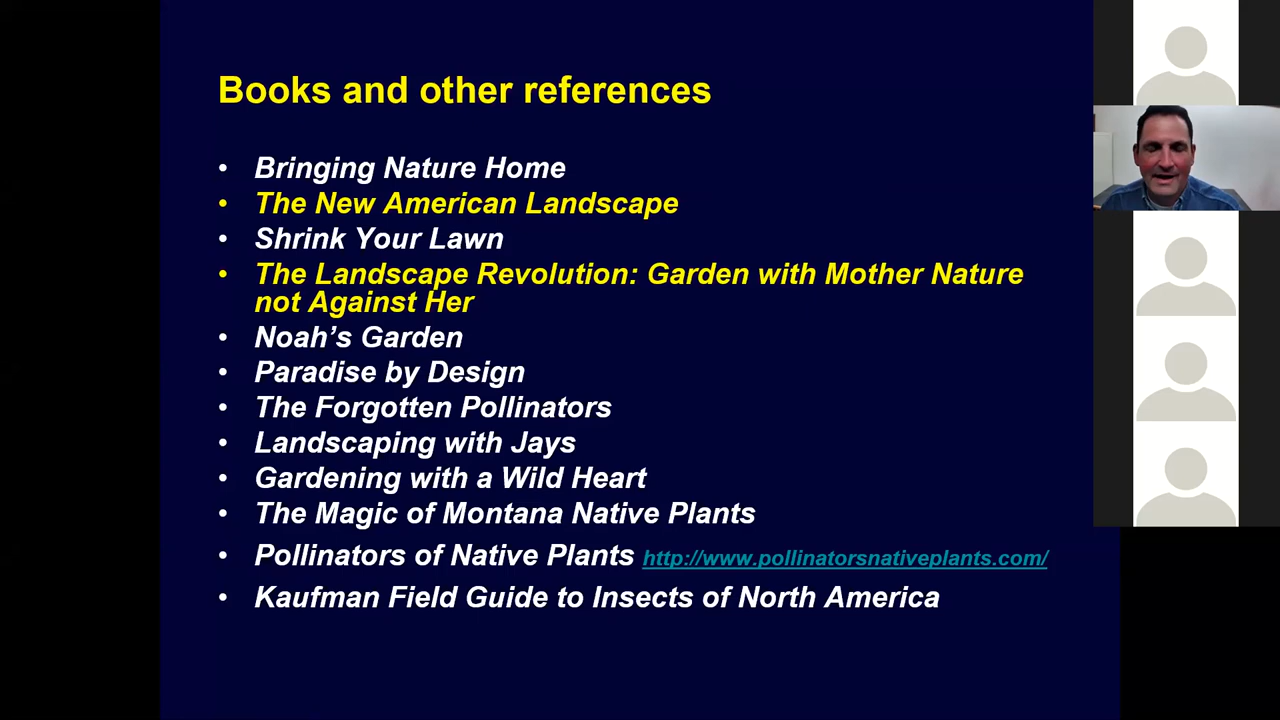 Books and other references
• Bringing Nature Home
• The New American Landscape
• Shrink Your Lawn
• The Landscape Revolution: Garden with Mother Nature
not Against Her
• Noah's Garden
• Paradise by Design
• The Forgotten Pollinators
• Landscaping with Jays
• Gardening with a Wild Heart
• The Magic of Montana Native Plants
• Pollinators of Native Plants http://www.pollinatorsnativeplants.com/
• Kaufman Field Guide to Insects of North America